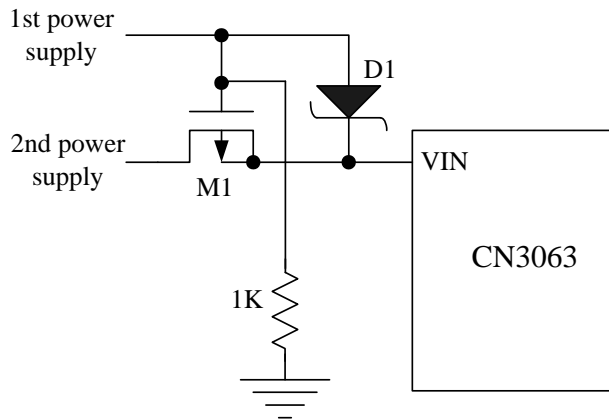 1st power
supply
D1
2nd power
supply
M1
VIN
CN3063
1K